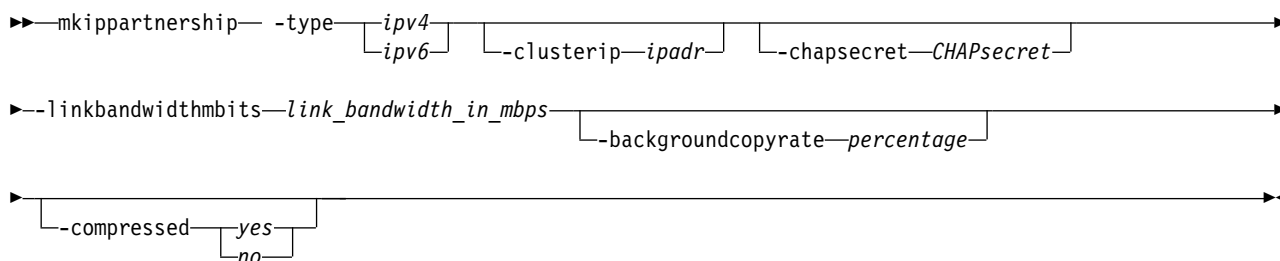 mkippartnership -type ipv4
ipv6
-clusterip ipadr
-chapsecret CHAPsecret
-linkbandwidthmbits link_bandwidth_in_mbps
-backgroundcopyrate percentage
-compressed yes
no